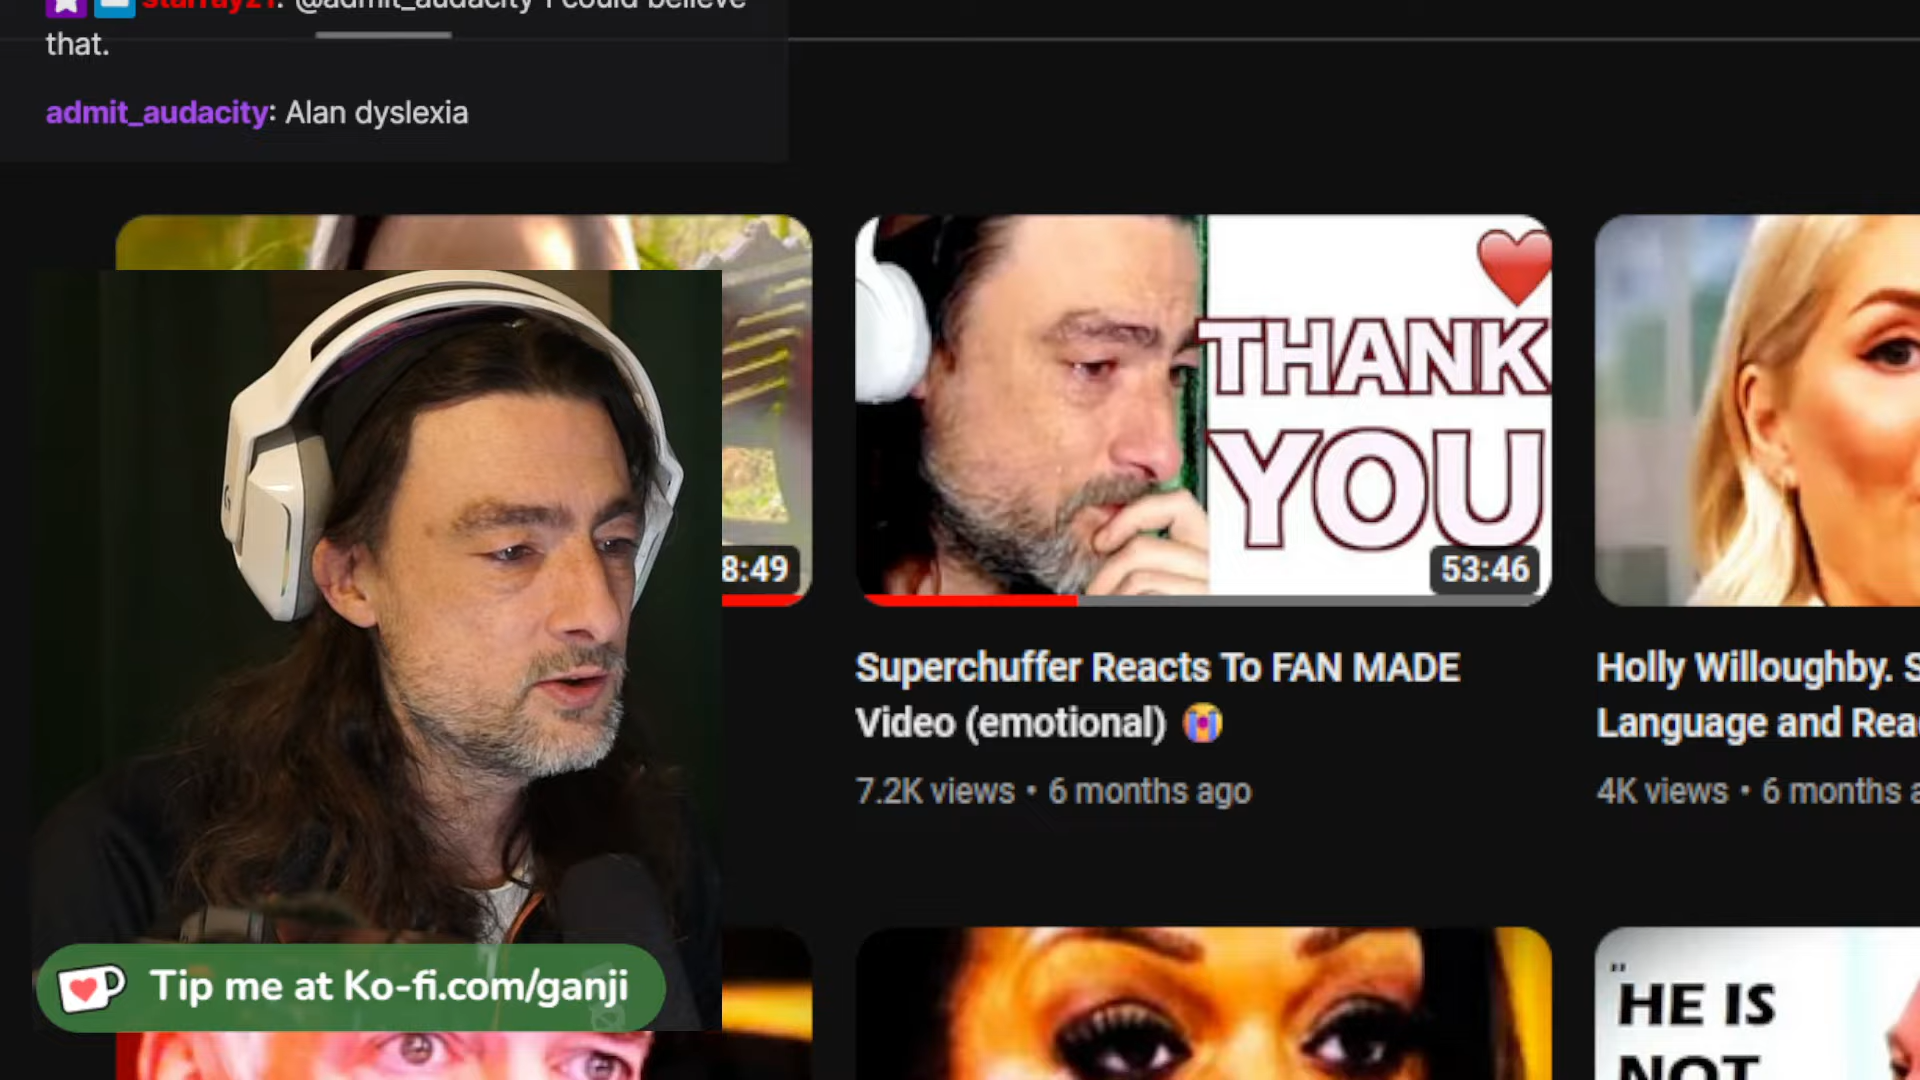 starray21: @admit_audacity I could believe
that.
admit_audacity: Alan dyslexia
8:49
THANK
YOU
53:46
Superchuffer Reacts To FAN MADE
Video (emotional) 😭
7.2K views • 6 months ago
Holly Willoughby. S
Language and Rea
4K views • 6 months a
Tip me at Ko-fi.com/ganji
"
HE IS
NOT